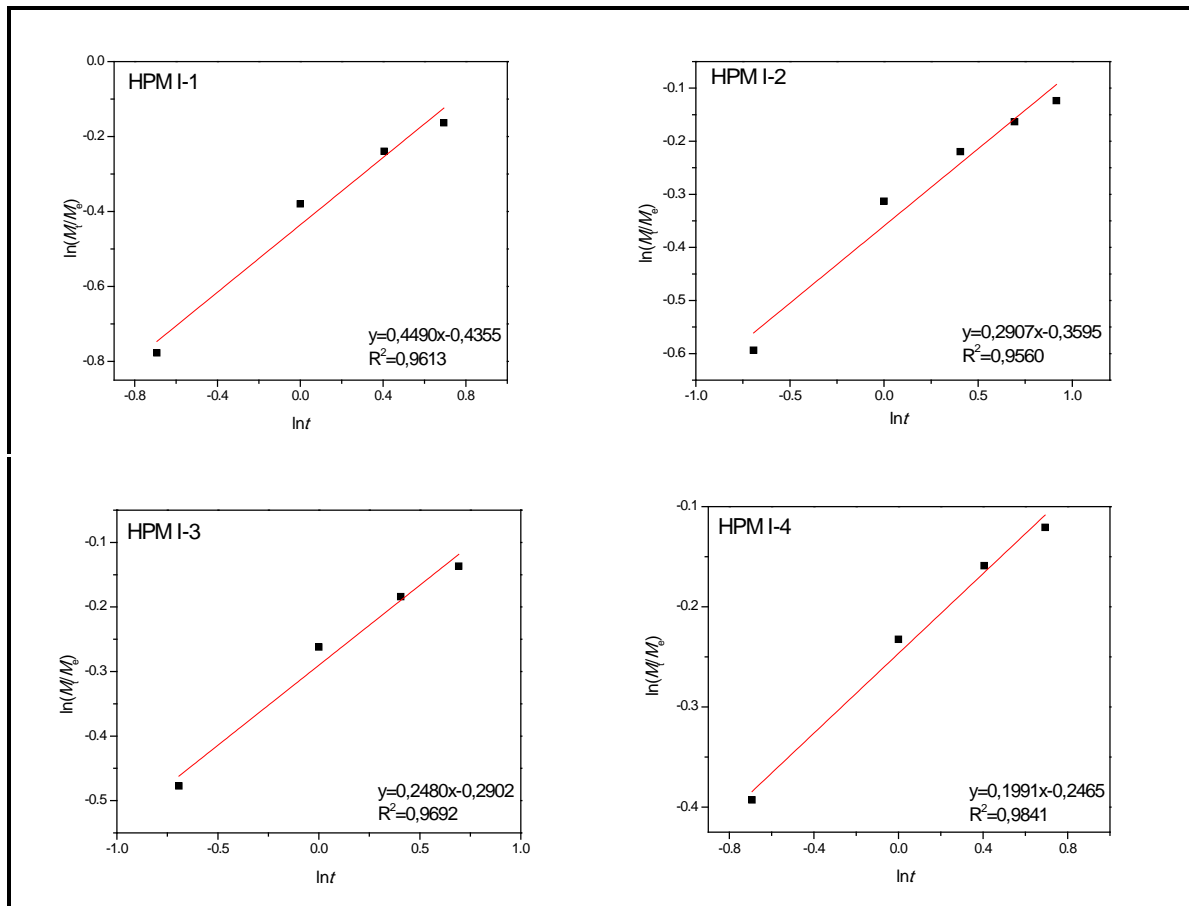 HPM I-1
0.0
-0.2
-0.4
-0.6
-0.8
ln(Mt/Me)
y=0,4490x-0,4355
R²=0,9613
-0.8
0.0
0.4
0.8
lnt
HPM I-2
-0.1
-0.2
-0.3
-0.4
-0.5
-0.6
ln(Mt/Me)
y=0,2907x-0,3595
R²=0,9560
-1.0
-0.5
0.0
0.5
1.0
lnt
HPM I-3
-0.1
-0.2
-0.3
-0.4
-0.5
ln(Mt/Me)
y=0,2480x-0,2902
R²=0,9692
-1.0
-0.5
0.0
0.5
1.0
lnt
HPM I-4
-0.1
-0.2
-0.3
-0.4
ln(Mt/Me)
y=0,1991x-0,2465
R²=0,9841
-0.8
0.0
0.4
0.8
lnt